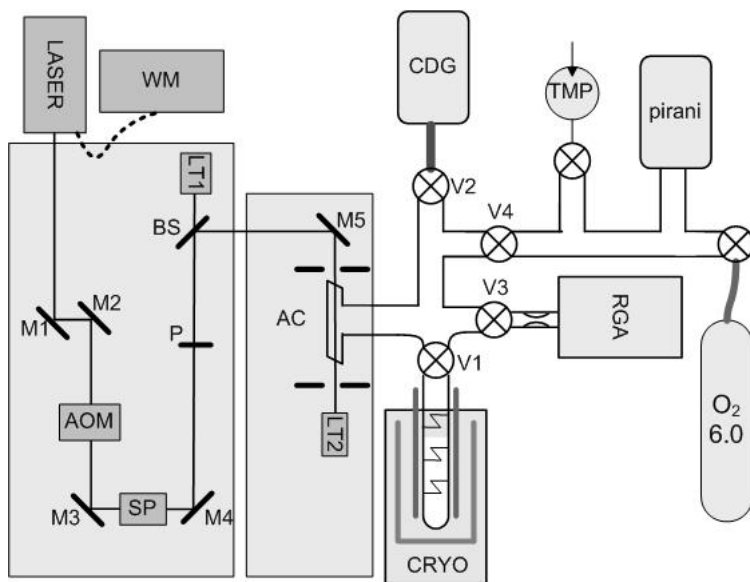 LASER
WM
CDG
TMP
pirani
LT1
V2
BS
M5
V4
M2
M1
V3
AC
RGA
P
V1
AOM
LT2
O₂
6.0
M3
SP
M4
CRYO